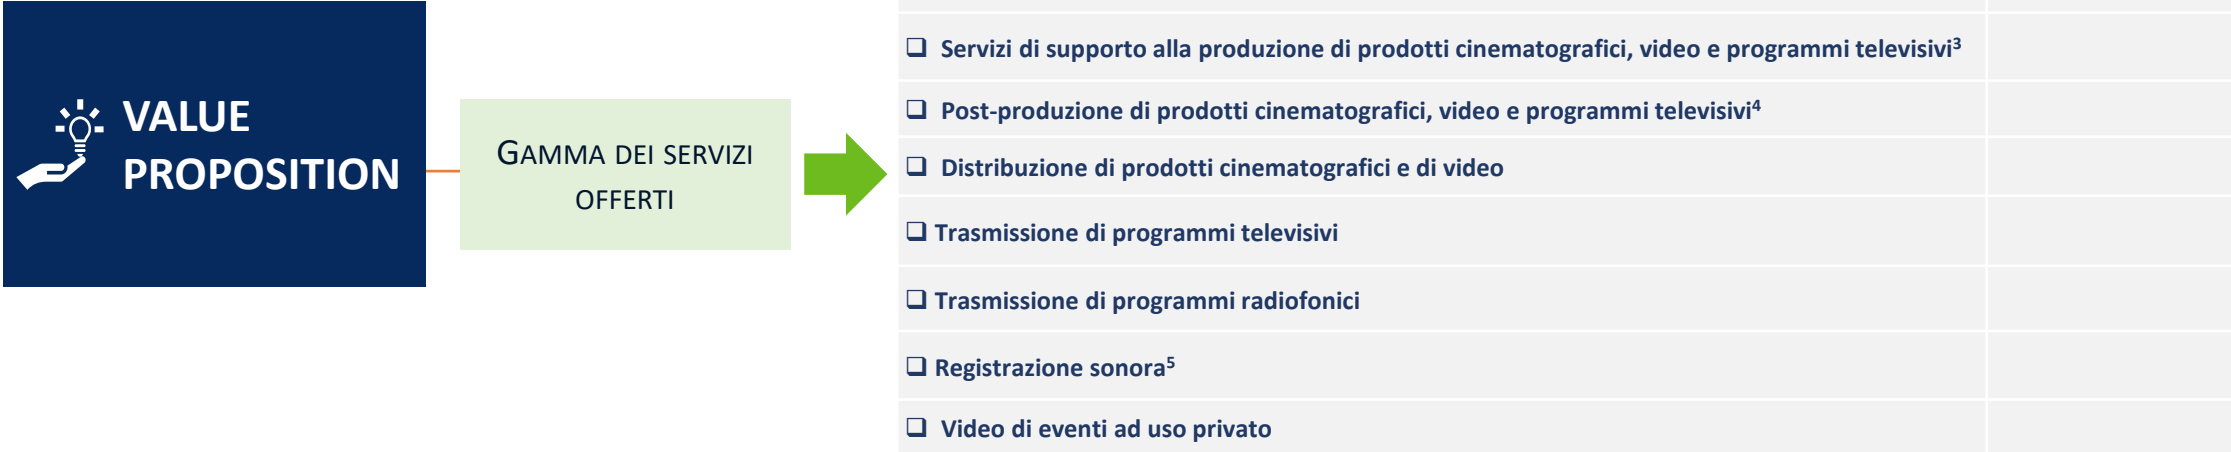 VALUE
PROPOSITION
GAMMA DEI SERVIZI
OFFERTI
❑ Servizi di supporto alla produzione di prodotti cinematografici, video e programmi televisivi³
❑ Post-produzione di prodotti cinematografici, video e programmi televisivi⁴
❑ Distribuzione di prodotti cinematografici e di video
❑ Trasmissione di programmi televisivi
❑ Trasmissione di programmi radiofonici
❑ Registrazione sonora⁵
❑ Video di eventi ad uso privato